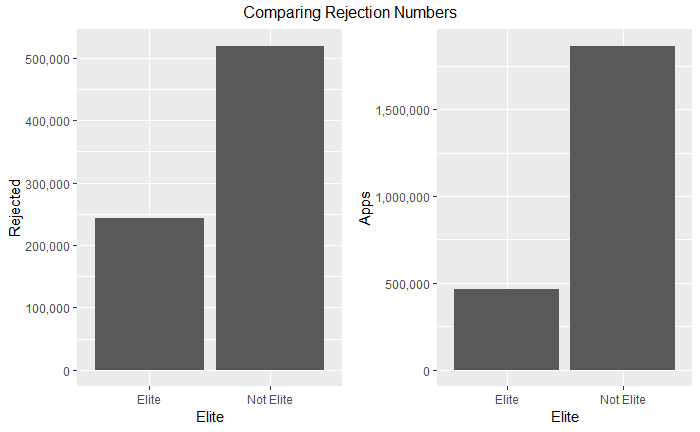 Comparing Rejection Numbers
Rejected
500,000
400,000
300,000
200,000
100,000
0
Elite
Not Elite
Elite
Apps
1,500,000
1,000,000
500,000
0
Elite
Not Elite
Elite